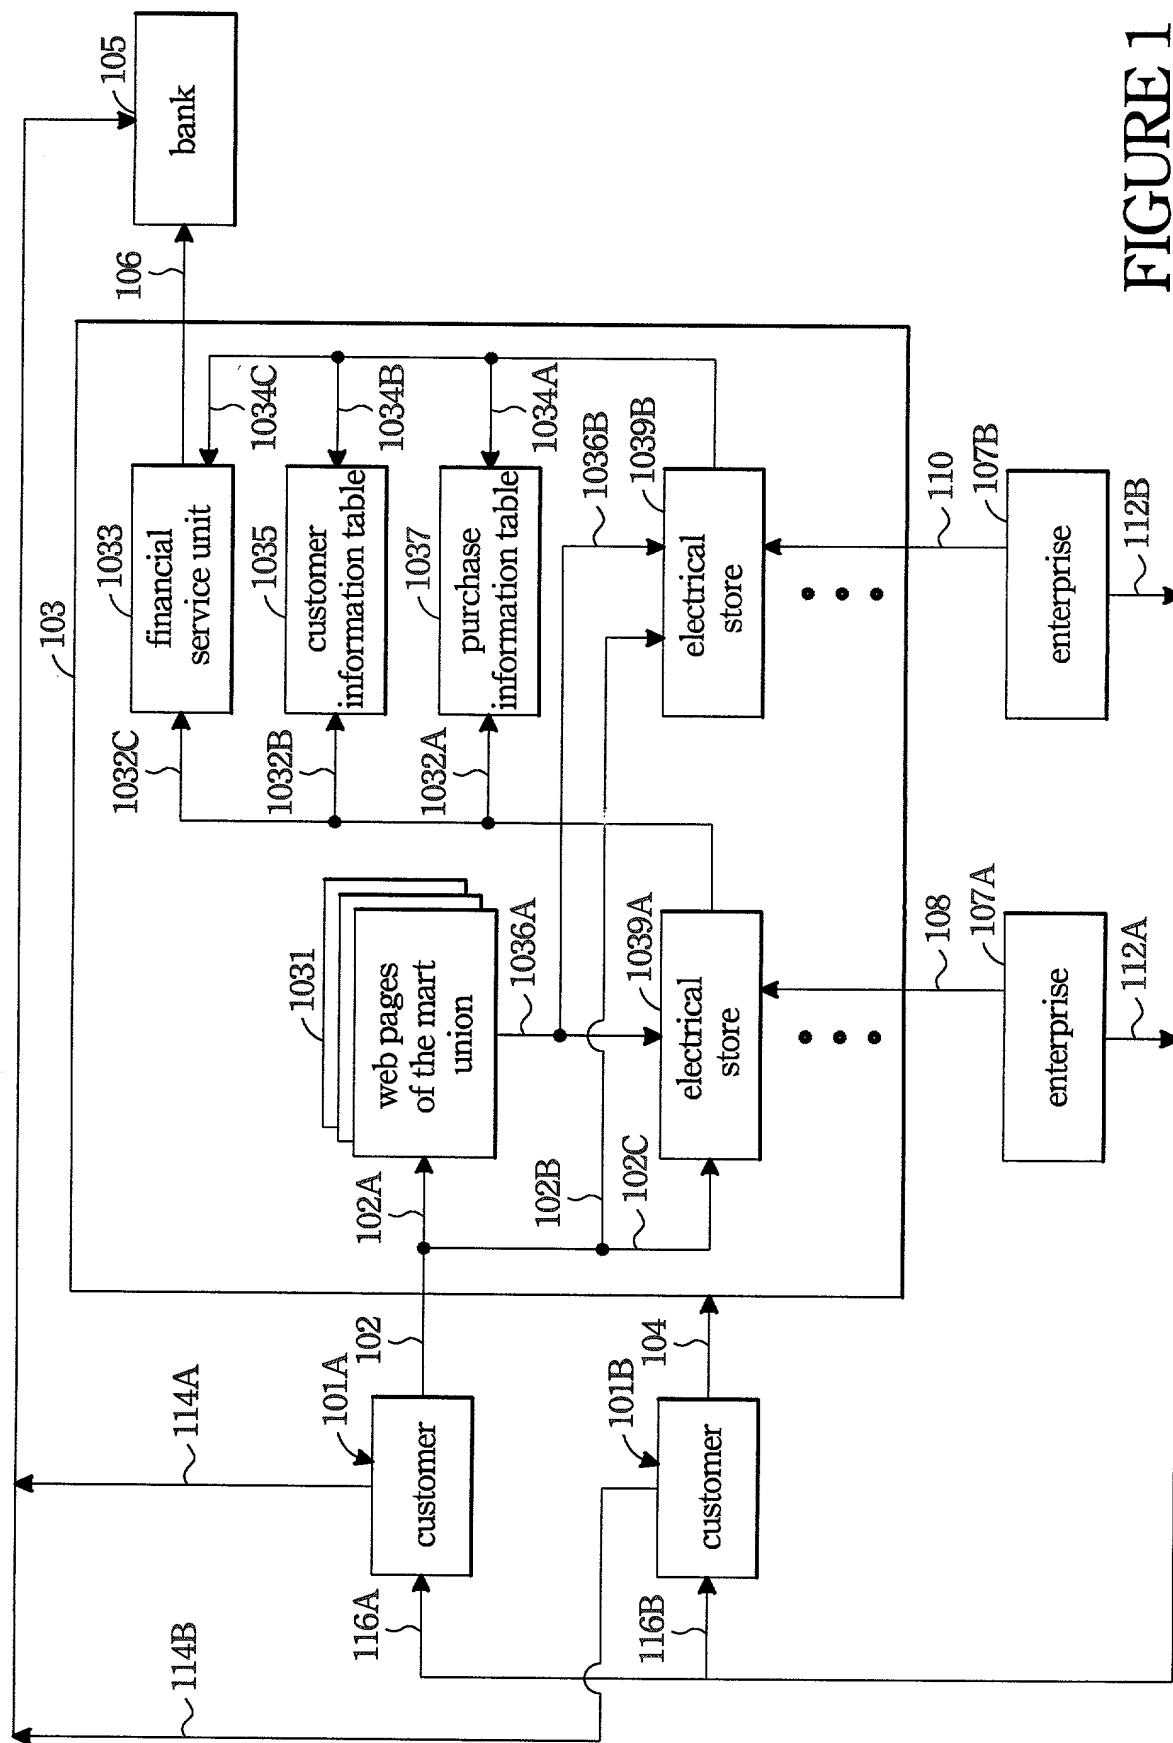 114B
114A
105
bank
106
103
1033
financial
service unit
1032C
1034C
1035
customer
information table
1032B
1034B
1037
purchase
information table
1032A
1034A
1031
web pages
of the mart
union
102A
1036A
1036B
116A
101A
customer
102
102B
102C
1039A
electrical
store
1039B
electrical
store
116B
101B
customer
104
108
110
107A
enterprise
107B
enterprise
112A
112B
FIGURE 1